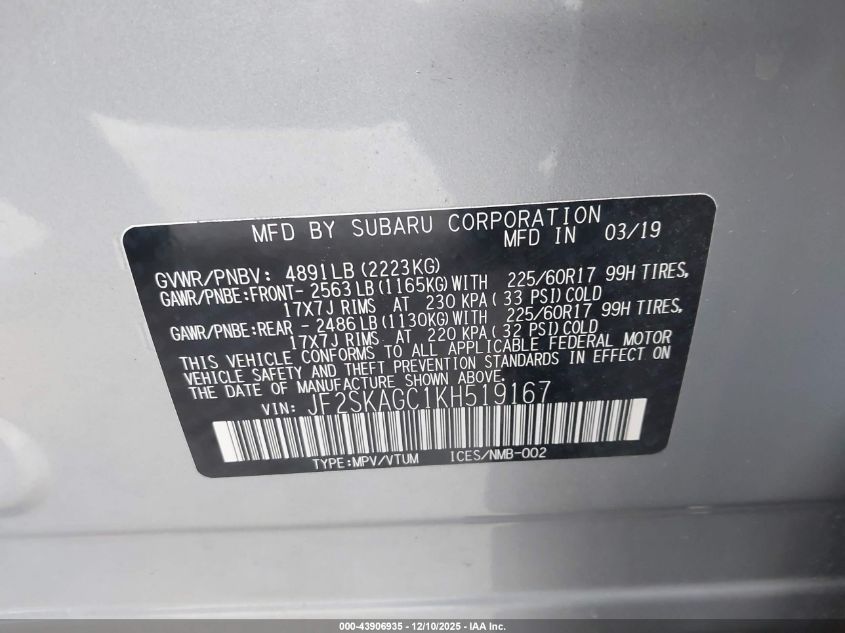 MFD BY SUBARU CORPORATION
MFD IN 03/19
GVWR/PNBV: 4891LB(2223KG)
GAWR/PNBE:FRONT- 2563LB(1165KG)WITH 225/60R17 99H TIRES,
17X7J RIMS AT 230 KPA( 33 PSI)COLD
GAWR/PNBE:REAR - 2486LB(1130KG)WITH 225/60R17 99H TIRES,
17X7J RIMS AT 220 KPA( 32 PSI)COLD
THIS VEHICLE CONFORMS TO ALL APPLICABLE FEDERAL MOTOR
VEHICLE SAFETY AND THEFT PREVENTION STANDARDS IN EFFECT ON
THE DATE OF MANUFACTURE SHOWN ABOVE.
VIN: JF2SKAGC1KH519167
TYPE:MPV/VTUM ICES/NMB-002
000-43906935 - 12/10/2025 - IAA Inc.